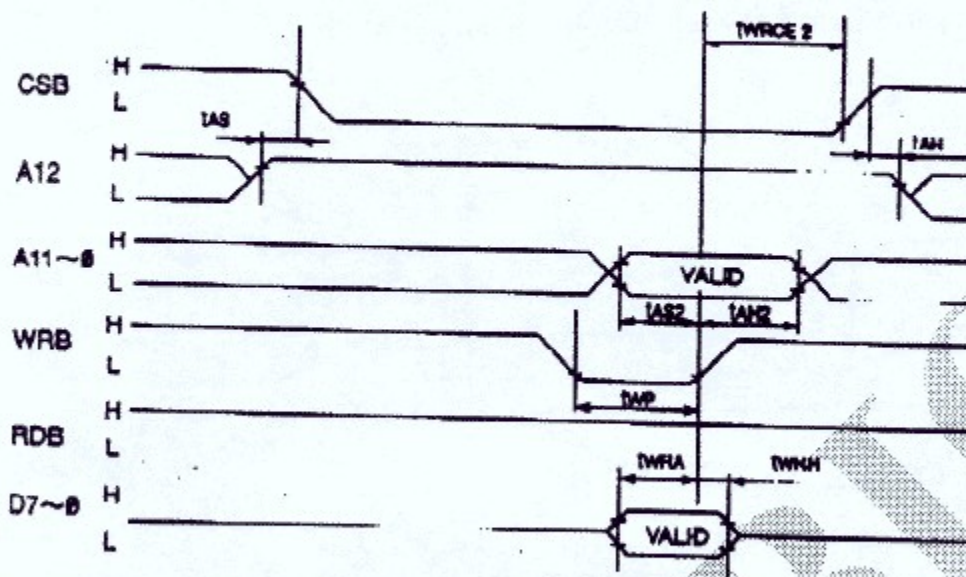 tWRCE 2
CSB H
L
tAS
A12 H
L
tAH
A11~0 H
L
VALID
tAS2 tAH2
WRB H
L
tWP
RDB H
L
tWRA tWRH
D7~0 H
L
VALID